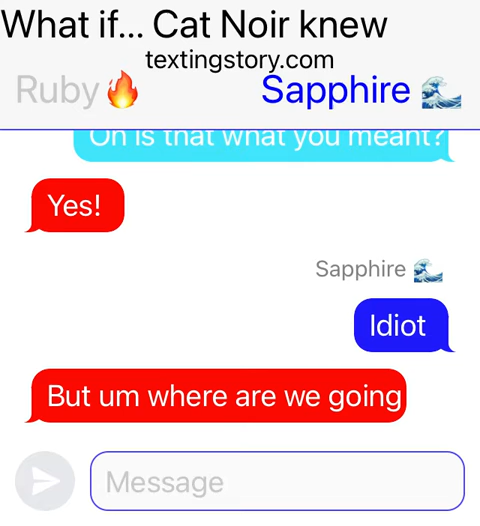 What if... Cat Noir knew
textingstory.com
Ruby🔥 Sapphire 🌊
Oh is that what you meant?
Yes!
Sapphire 🌊
Idiot
But um where are we going
Message